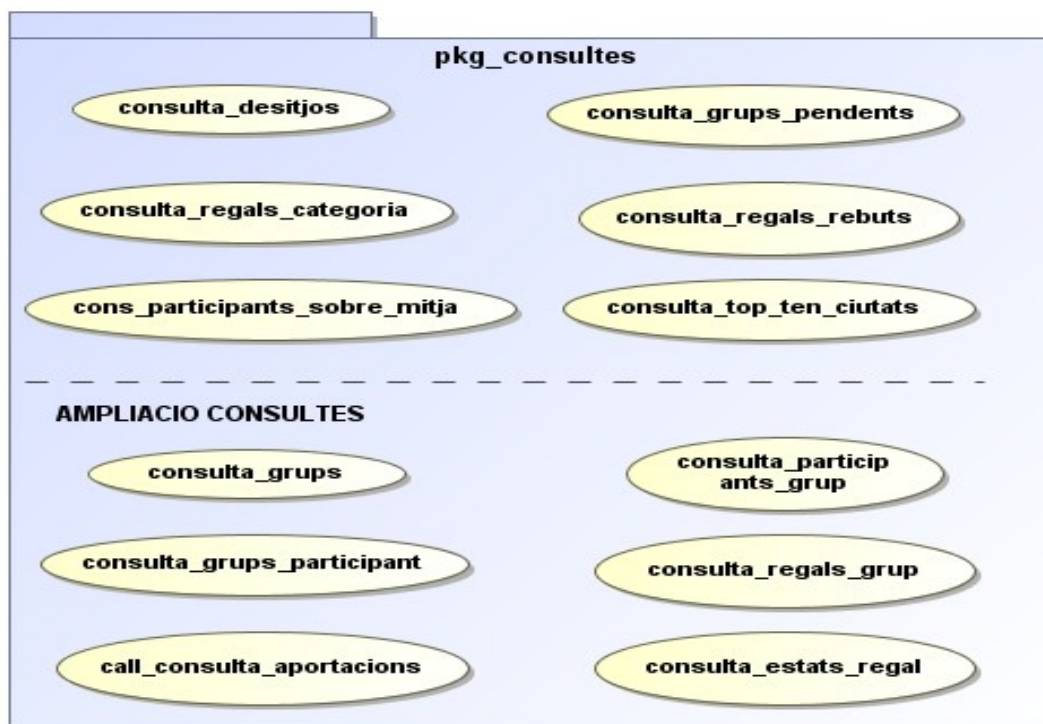 pkg_consultes
consulta_desitjos
consulta_grups_pendents
consulta_regals_categoria
consulta_regals_rebuts
cons_participants_sobre_mitja
consulta_top_ten_ciutats
AMPLIACIO CONSULTES
consulta_grups
consulta_particip
ants_grup
consulta_grups_participant
consulta_regals_grup
call_consulta_aportacions
consulta_estats_regal